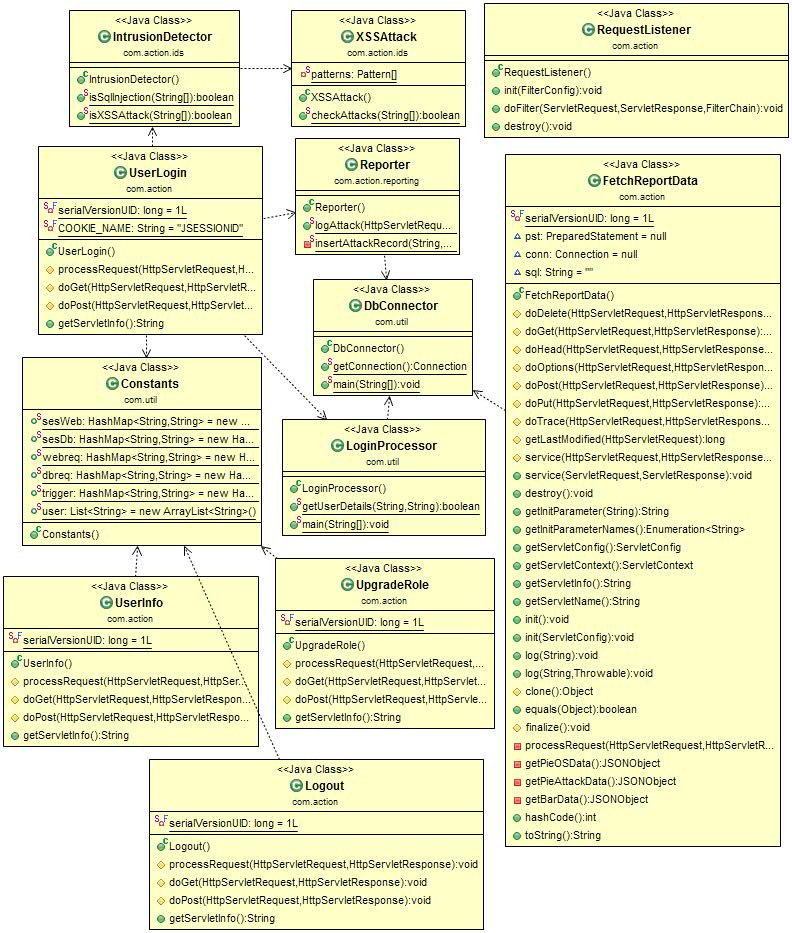 <<Java Class>>
IntrusionDetector
com.action.ids
IntrusionDetector()
isSqlInjection(String[]):boolean
isXSSAttack(String[]):boolean
<<Java Class>>
XSSAttack
com.action.ids
patterns: Pattern[]
XSSAttack()
checkAttacks(String[]):boolean
<<Java Class>>
RequestListener
com.action
RequestListener()
init(FilterConfig):void
doFilter(ServletRequest,ServletResponse,FilterChain):void
destroy():void
<<Java Class>>
UserLogin
com.action
serialVersionUID: long = 1L
COOKIE_NAME: String = "JSESSIONID"
UserLogin()
processRequest(HttpServletRequest,H...
doGet(HttpServletRequest,HttpServletR...
doPost(HttpServletRequest,HttpServlet...
getServletInfo():String
<<Java Class>>
Reporter
com.action.reporting
Reporter()
logAttack(HttpServletRequ...
insertAttackRecord(String,...
<<Java Class>>
FetchReportData
com.action
serialVersionUID: long = 1L
pst: PreparedStatement = null
conn: Connection = null
sql: String = ""
FetchReportData()
doDelete(HttpServletRequest,HttpServletRespons...
doGet(HttpServletRequest,HttpServletResponse):...
doHead(HttpServletRequest,HttpServletResponse...
doOptions(HttpServletRequest,HttpServletRespon...
doPost(HttpServletRequest,HttpServletResponse)...
doPut(HttpServletRequest,HttpServletResponse):...
doTrace(HttpServletRequest,HttpServletRespons...
getLastModified(HttpServletRequest):long
service(HttpServletRequest,HttpServletResponse...
service(ServletRequest,ServletResponse):void
destroy():void
getInitParameter(String):String
getInitParameterNames():Enumeration<String>
getServletConfig():ServletConfig
getServletContext():ServletContext
getServletInfo():String
getServletName():String
init():void
init(ServletConfig):void
log(String):void
log(String,Throwable):void
clone():Object
equals(Object):boolean
finalize():void
processRequest(HttpServletRequest,HttpServletR...
getPieOSData():JSONObject
getPieAttackData():JSONObject
getBarData():JSONObject
hashCode():int
toString():String
<<Java Class>>
DbConnector
com.util
DbConnector()
getConnection():Connection
main(String[]):void
<<Java Class>>
Constants
com.util
sesWeb: HashMap<String,String> = new ...
sesDb: HashMap<String,String> = new Ha...
webreq: HashMap<String,String> = new H...
dbreq: HashMap<String,String> = new Ha...
trigger: HashMap<String,String> = new Ha...
user: List<String> = new ArrayList<String>()
Constants()
<<Java Class>>
LoginProcessor
com.util
LoginProcessor()
getUserDetails(String,String):boolean
main(String[]):void
<<Java Class>>
UserInfo
com.action
serialVersionUID: long = 1L
UserInfo()
processRequest(HttpServletRequest,HttpSer...
doGet(HttpServletRequest,HttpServletRespon...
doPost(HttpServletRequest,HttpServletRespo...
getServletInfo():String
<<Java Class>>
UpgradeRole
com.action
serialVersionUID: long = 1L
UpgradeRole()
processRequest(HttpServletRequest,...
doGet(HttpServletRequest,HttpServlet...
doPost(HttpServletRequest,HttpServle...
getServletInfo():String
<<Java Class>>
Logout
com.action
serialVersionUID: long = 1L
Logout()
processRequest(HttpServletRequest,HttpServletResponse):void
doGet(HttpServletRequest,HttpServletResponse):void
doPost(HttpServletRequest,HttpServletResponse):void
getServletInfo():String